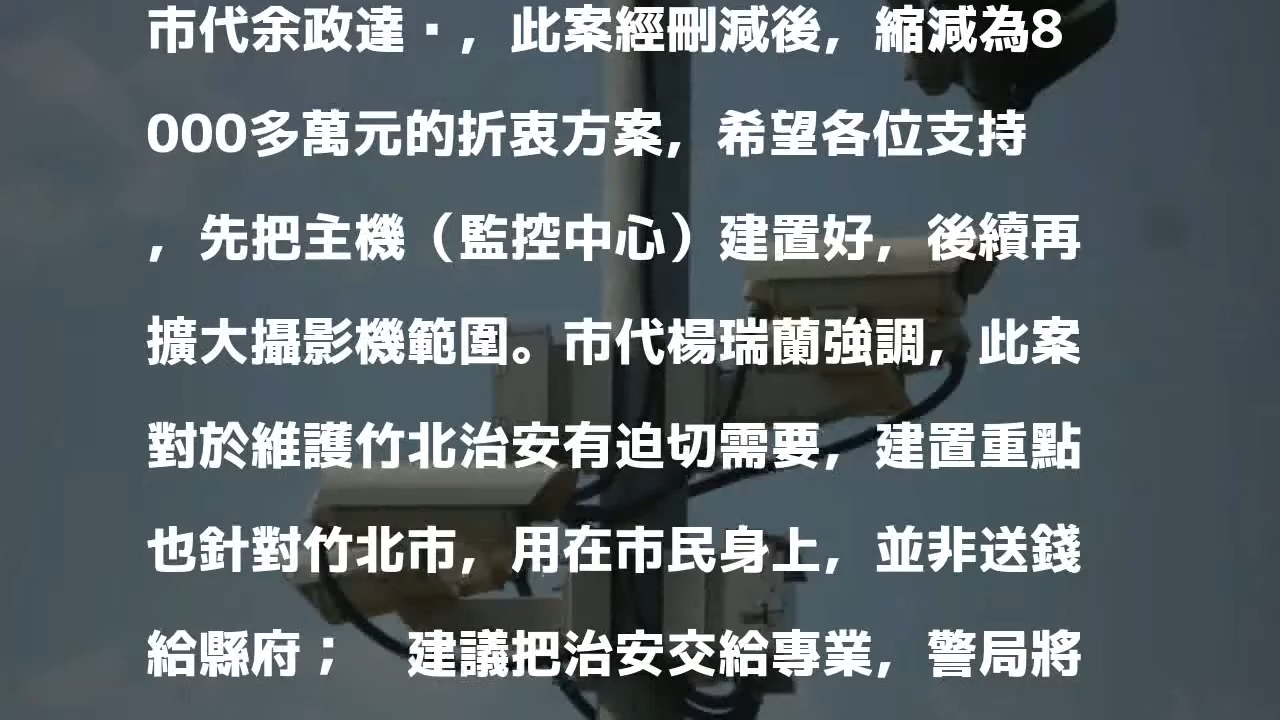 市代余政達▪，此案經刪減後，縮減為8
000多萬元的折衷方案，希望各位支持
，先把主機（監控中心）建置好，後續再
擴大攝影機範圍。市代楊瑞蘭強調，此案
對於維護竹北治安有迫切需要，建置重點
也針對竹北市，用在市民身上，並非送錢
給縣府；　建議把治安交給專業，警局將